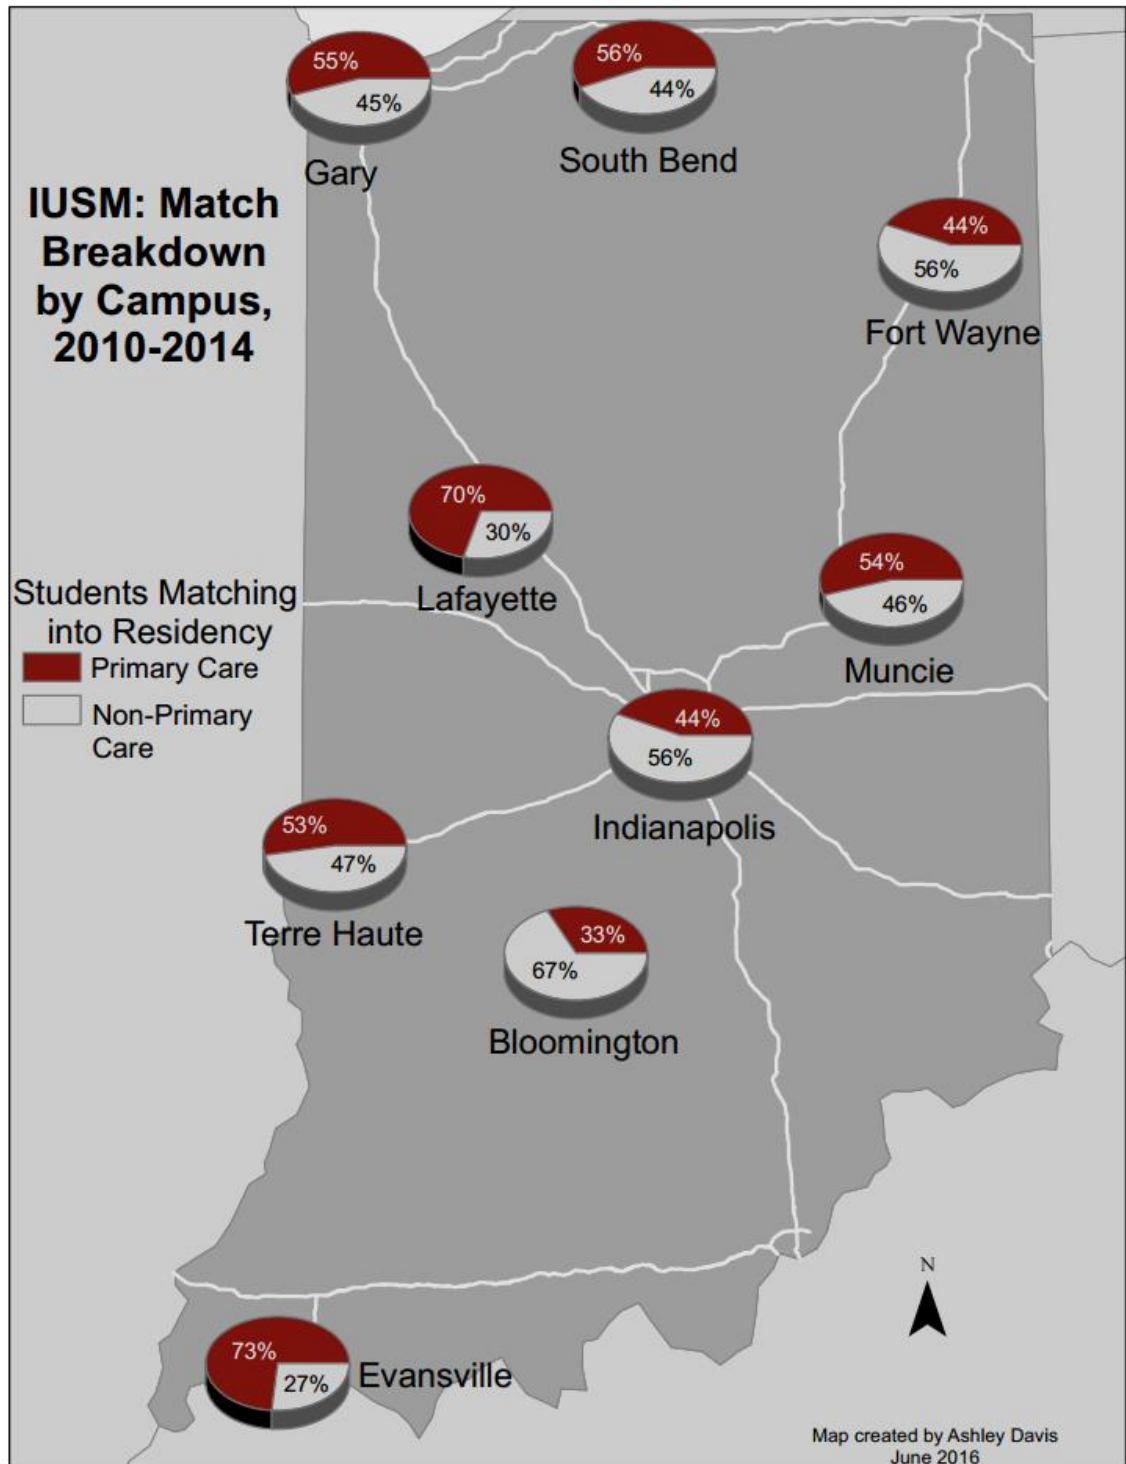 55%
45%
Gary
56%
44%
South Bend
IUSM: Match
Breakdown
by Campus,
2010-2014
44%
56%
Fort Wayne
70%
30%
Lafayette
Students Matching
into Residency
Primary Care
Non-Primary
Care
54%
46%
Muncie
44%
56%
Indianapolis
53%
47%
Terre Haute
33%
67%
Bloomington
N
73%
27%
Evansville
Map created by Ashley Davis
June 2016